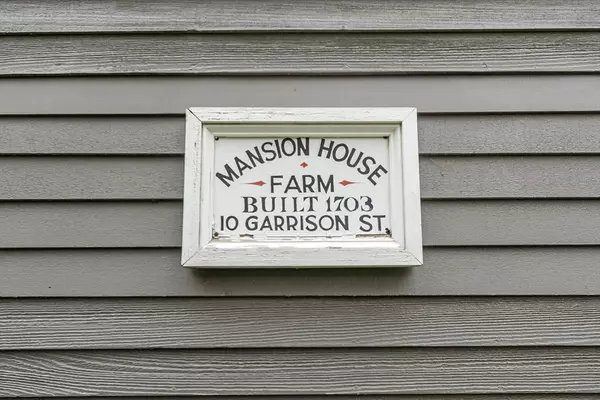 MANSION HOUSE
FARM
BUILT 1703
10 GARRISON ST.